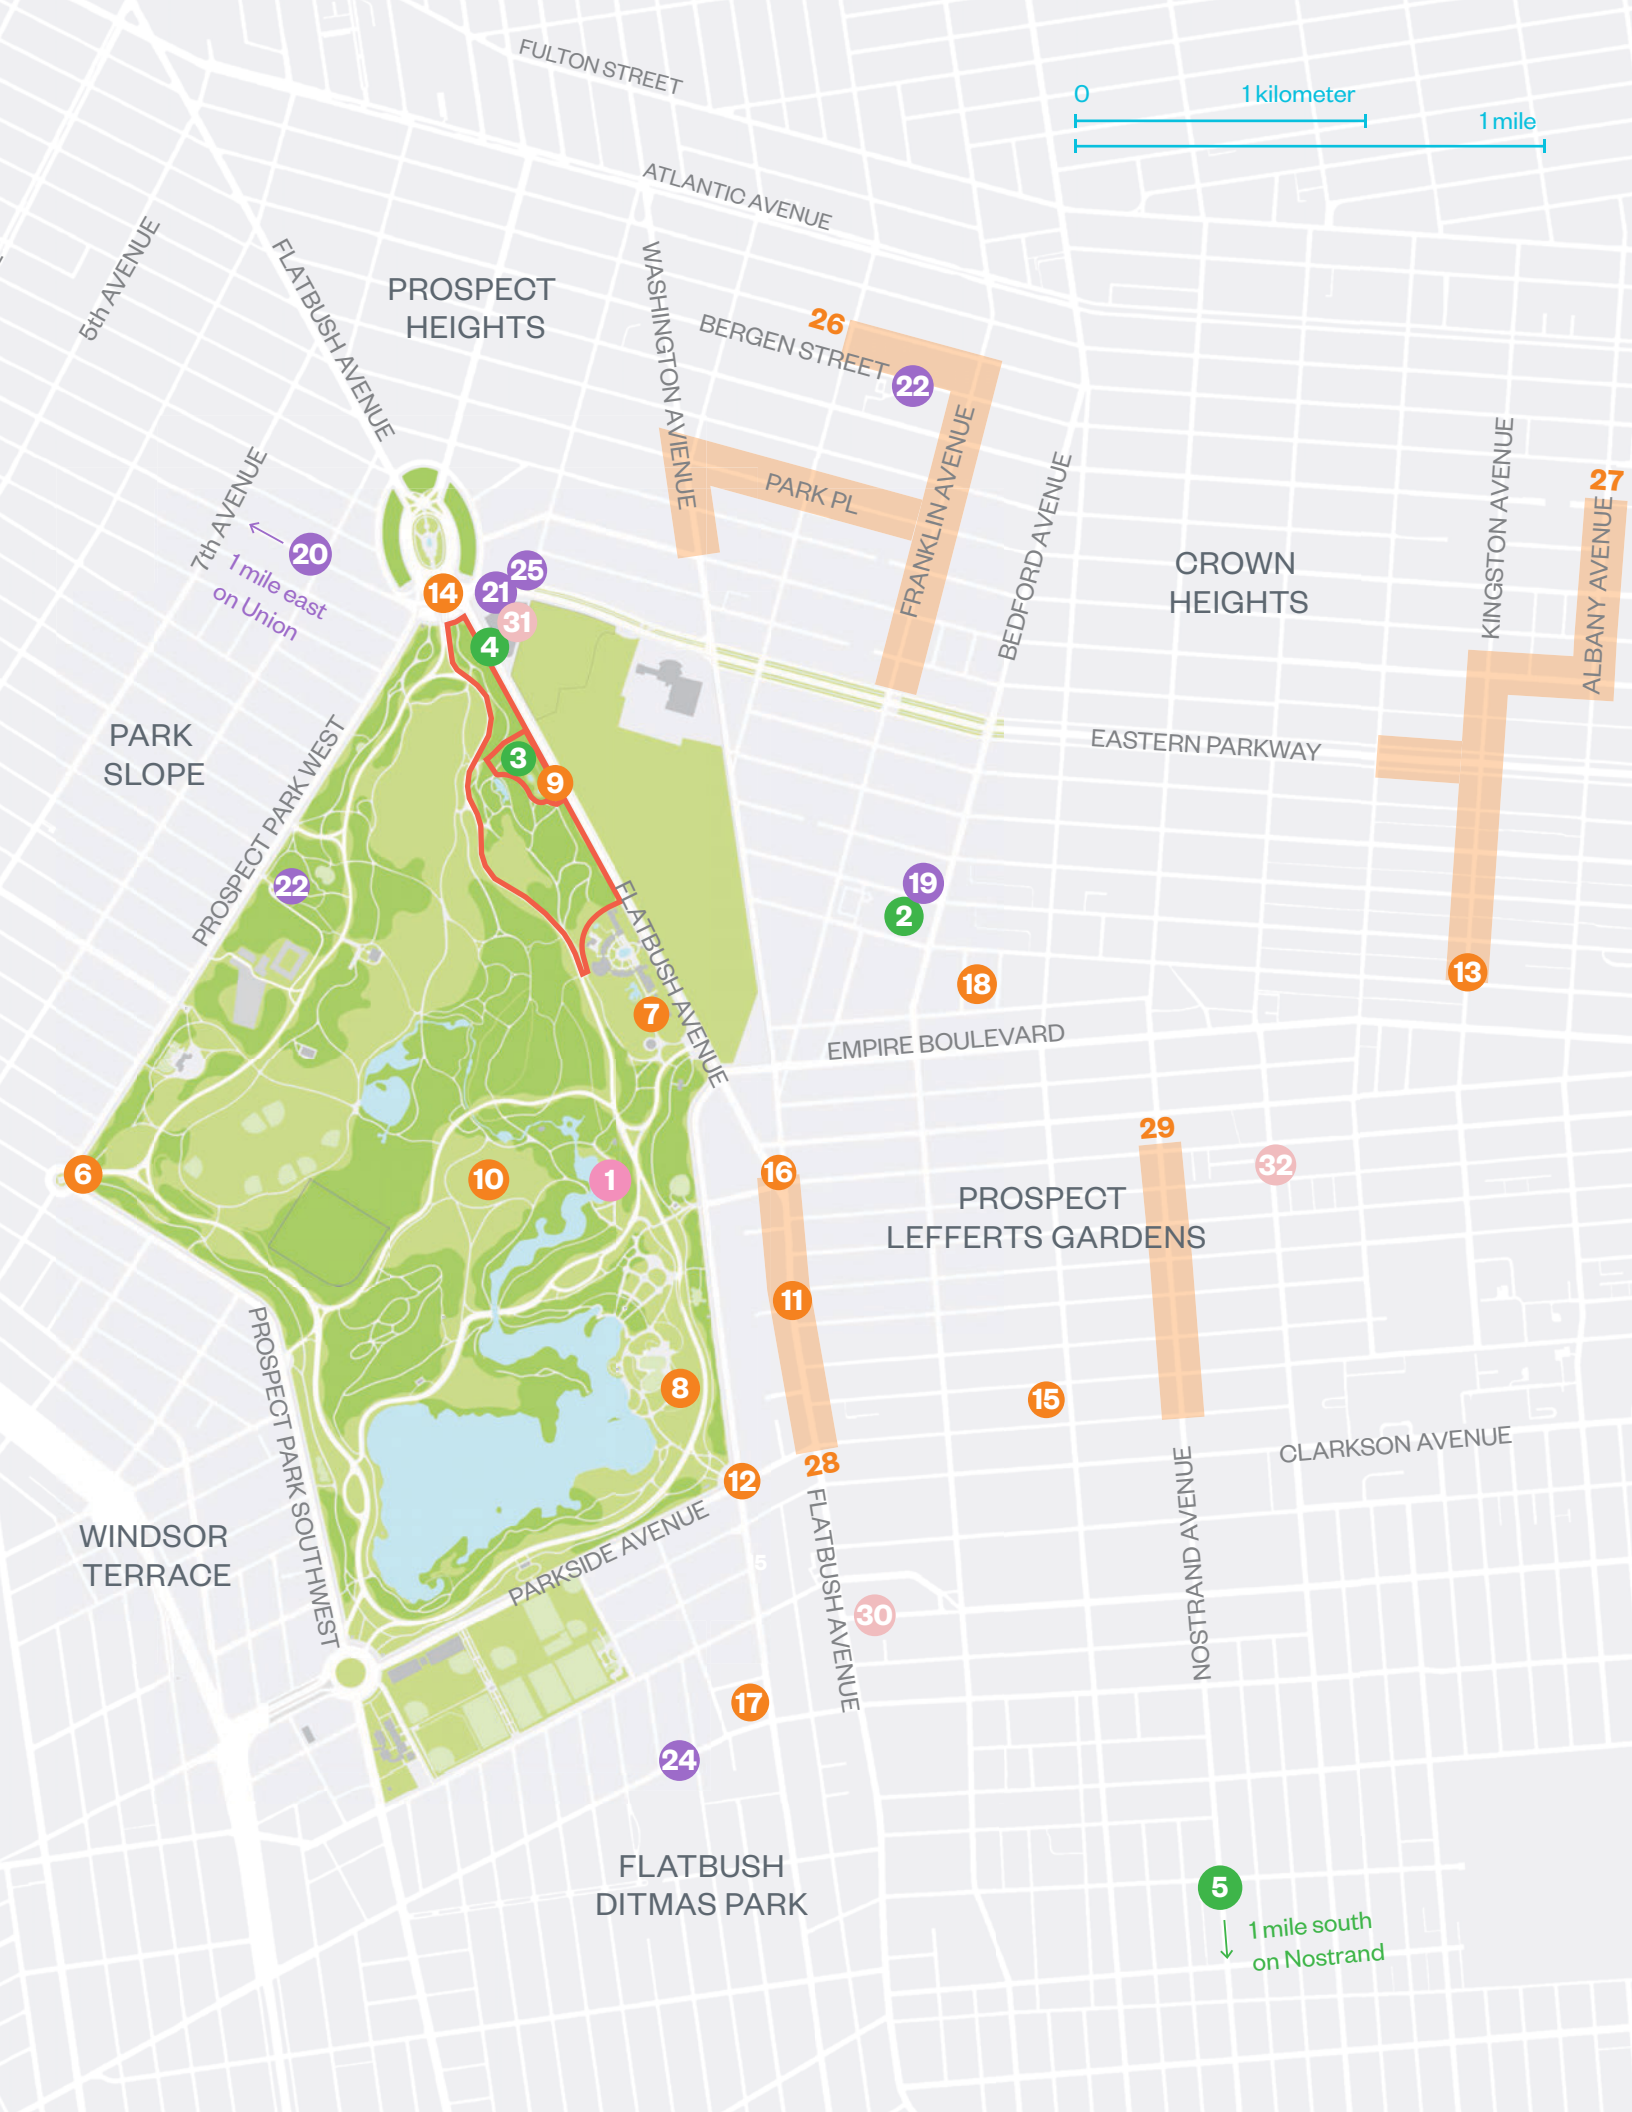 FULTON STREET
0
1 kilometer
1 mile
ATLANTIC AVENUE
5th AVENUE
FLATBUSH AVENUE
PROSPECT
HEIGHTS
WASHINGTON AVIENUE
26
BERGEN STREET
22
FRANKLIN AVENUE
PARK PL
BEDFORD AVENUE
KINGSTON AVENUE
27
ALBANY AVENUE
7th AVENUE
20
1 mile east
on Union
14
21
25
31
4
CROWN
HEIGHTS
PARK
SLOPE
PROSPECT PARK WEST
3
9
EASTERN PARKWAY
22
19
2
FLATBUSH AVENUE
18
13
7
EMPIRE BOULEVARD
6
10
1
16
29
32
PROSPECT
LEFFERTS GARDENS
11
PROSPECT PARK SOUTHWEST
8
15
CLARKSON AVENUE
12
28
FLATBUSH AVENUE
WINDSOR
TERRACE
PARKSIDE AVENUE
5
NOSTRAND AVENUE
30
17
24
FLATBUSH
DITMAS PARK
5
1 mile south
on Nostrand